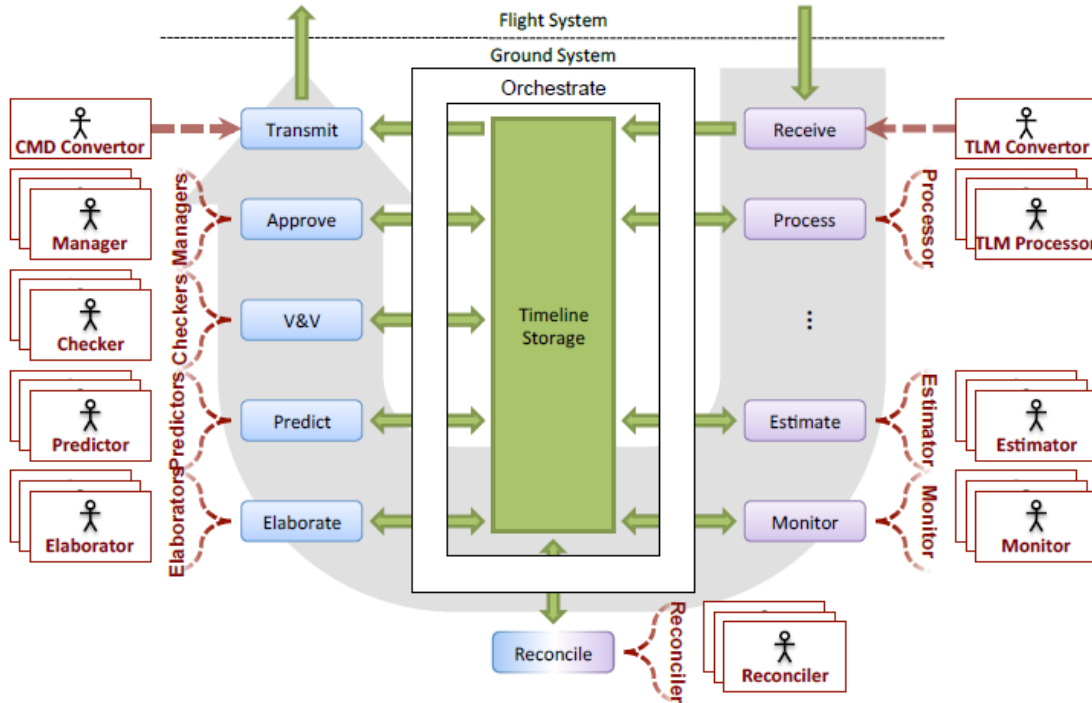 Flight System
Ground System
Orchestrate
CMD Convertor
Transmit
Receive
TLM Convertor
Manager
Managers
Approve
Process
Processor
TLM Processor
Checker
Checkers
V&V
Timeline
Storage
...
Predictor
Predictors
Predict
Estimate
Estimator
Estimator
Elaborator
Elaborators
Elaborate
Monitor
Monitor
Monitor
Reconcile
Reconciler
Reconciler